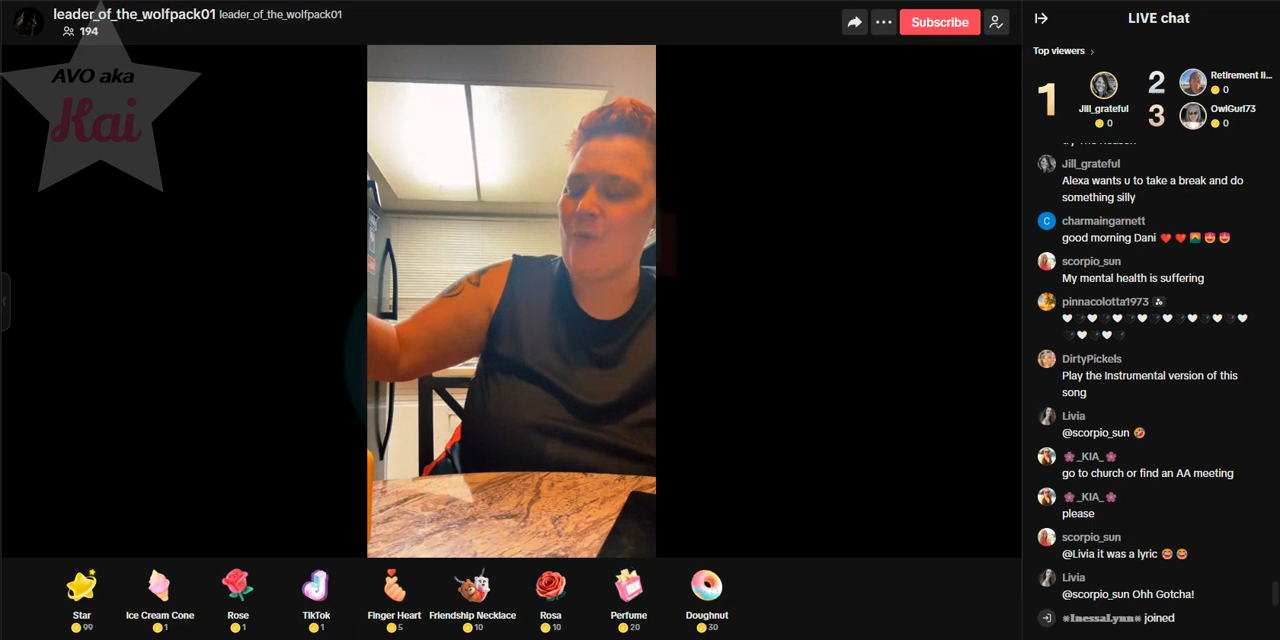 leader_of_the_wolfpack01 leader_of_the_wolfpack01
194
Subscribe
AVO aka
Kai
LIVE chat
Top viewers
1
Jill_grateful
0
2
Retirement li...
0
3
OwlGurl73
0
Jill_grateful
Alexa wants u to take a break and do
something silly
C
charmaingarnett
good morning Dani ❤️ ❤️ 😍 😍
scorpio_sun
My mental health is suffering
pinnacolotta1973
DirtyPickels
Play the Instrumental version of this
song
Livia
@scorpio_sun 🤣
🌸_KIA_🌸
go to church or find an AA meeting
🌸_KIA_🌸
please
scorpio_sun
@Livia it was a lyric 🤣 🤣
Livia
@scorpio_sun Ohh Gotcha!
※InessaLynn※ joined
Star
99
Ice Cream Cone
1
Rose
1
TikTok
1
Finger Heart
5
Friendship Necklace
10
Rosa
10
Perfume
20
Doughnut
30